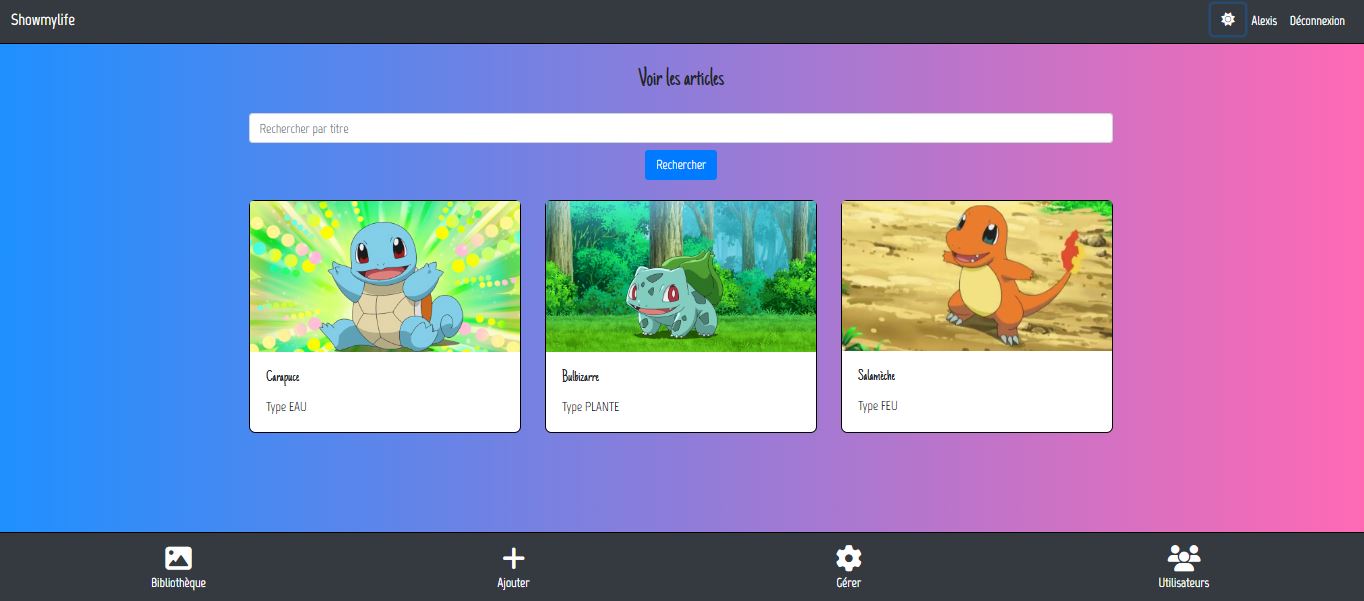 Showmylife
Alexis
Déconnexion
Voir les articles
Rechercher par titre
Rechercher
Carapuce
Type EAU
Bulbizarre
Type PLANTE
Salamèche
Type FEU
Bibliothèque
Ajouter
Gérer
Utilisateurs